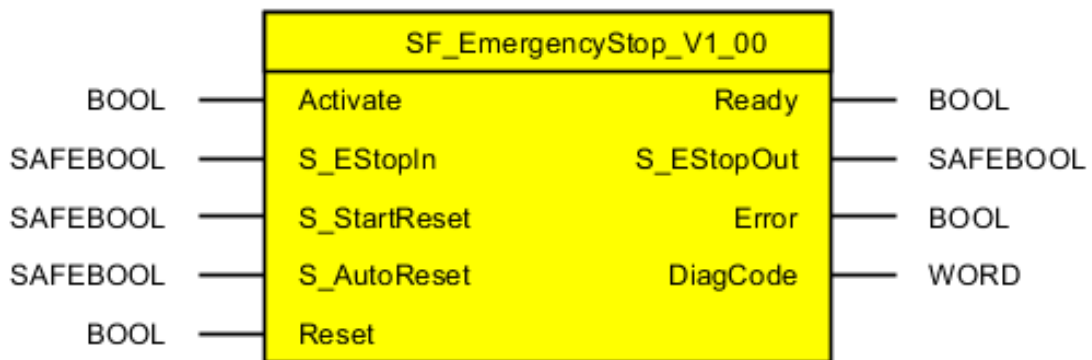 SF_EmergencyStop_V1_00
BOOL Activate Ready BOOL
SAFEBOOL S_EStopIn S_EStopOut SAFEBOOL
SAFEBOOL S_StartReset Error BOOL
SAFEBOOL S_AutoReset DiagCode WORD
BOOL Reset